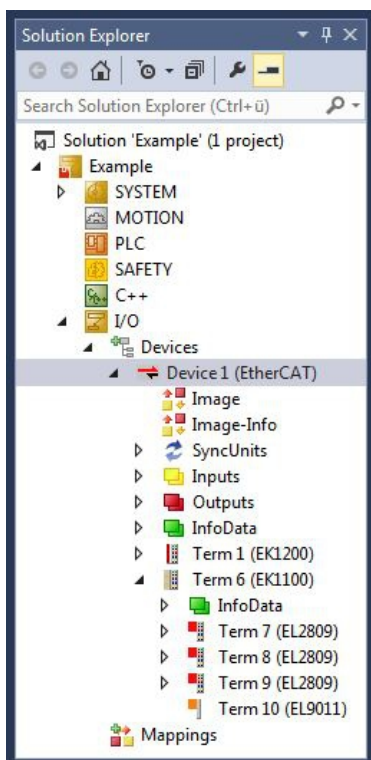 Solution Explorer
Search Solution Explorer (Ctrl+ü)
Solution 'Example' (1 project)
Example
SYSTEM
MOTION
PLC
SAFETY
C++
I/O
Devices
Device 1 (EtherCAT)
Image
Image-Info
SyncUnits
Inputs
Outputs
InfoData
Term 1 (EK1200)
Term 6 (EK1100)
InfoData
Term 7 (EL2809)
Term 8 (EL2809)
Term 9 (EL2809)
Term 10 (EL9011)
Mappings